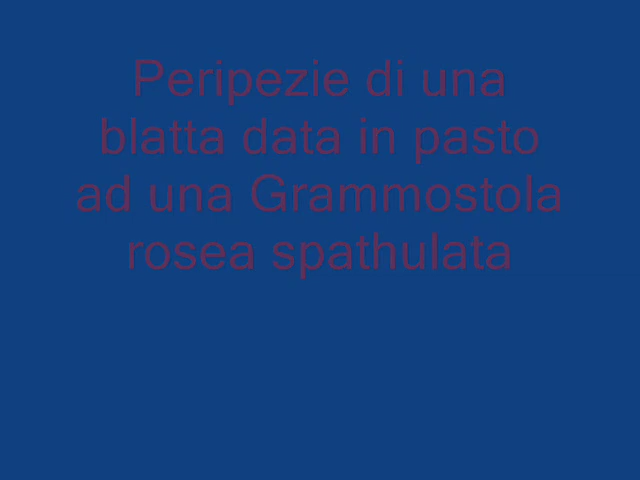 Peripezie di una
blatta data in pasto
ad una Grammostola
rosea spathulata